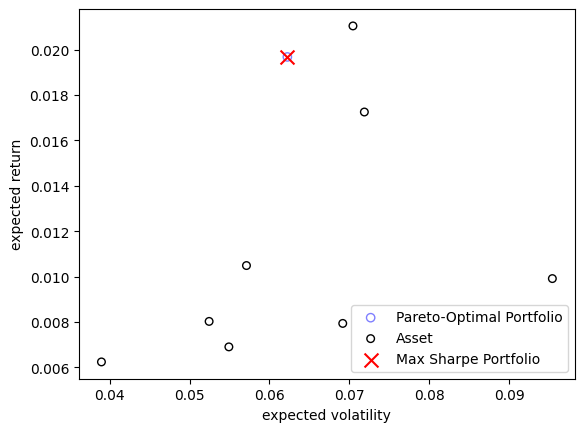 0.020
0.018
0.016
0.014
0.012
0.010
0.008
0.006
expected return
Pareto-Optimal Portfolio
Asset
Max Sharpe Portfolio
0.04 0.05 0.06 0.07 0.08 0.09
expected volatility